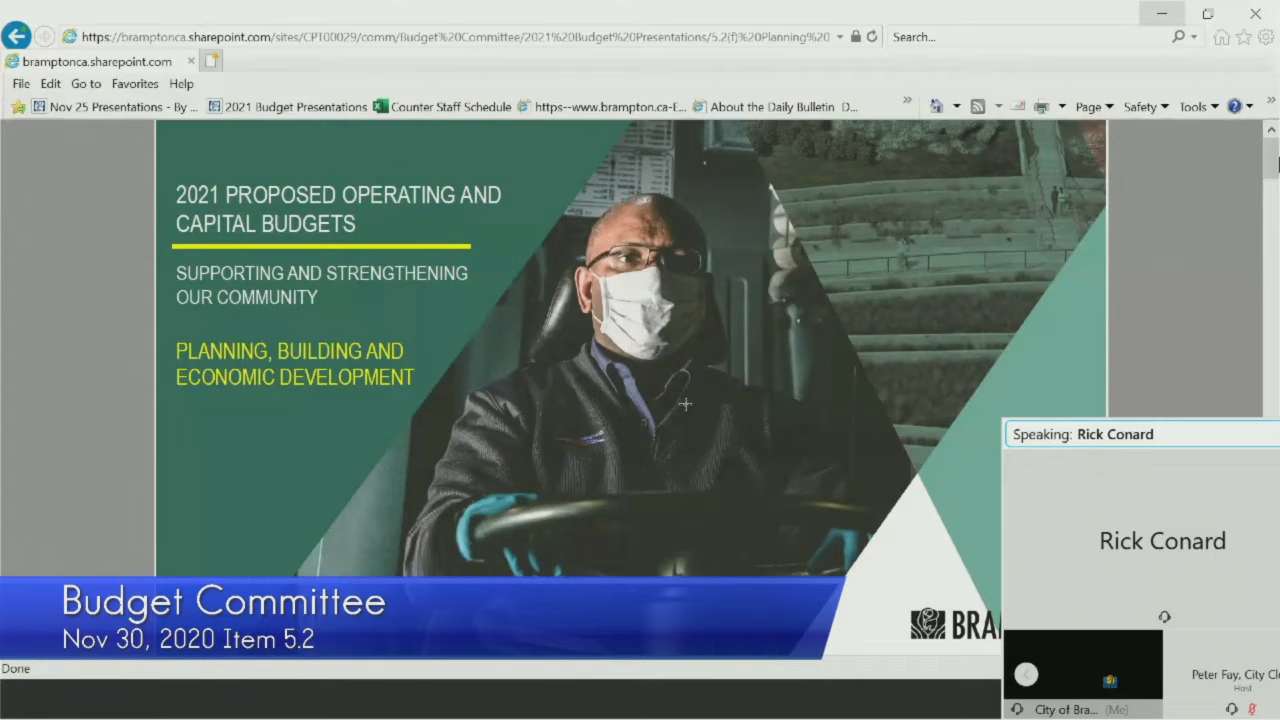 https://bramptonca.sharepoint.com/sites/CPT00029/comm/Budget%20Committee/2021%20Budget%20Presentations/5.2(f)%20Planning%20
Search...
bramptonca.sharepoint.com
File Edit Go to Favorites Help
Nov 25 Presentations - By ... 2021 Budget Presentations Counter Staff Schedule https--www.brampton.ca-E... About the Daily Bulletin D... Page Safety Tools
2021 PROPOSED OPERATING AND
CAPITAL BUDGETS
SUPPORTING AND STRENGTHENING
OUR COMMUNITY
PLANNING, BUILDING AND
ECONOMIC DEVELOPMENT
Speaking: Rick Conard
Rick Conard
BRA
Budget Committee
Nov 30, 2020 Item 5.2
Done
Peter Fay, City Cl
Host
City of Bra... (Me)